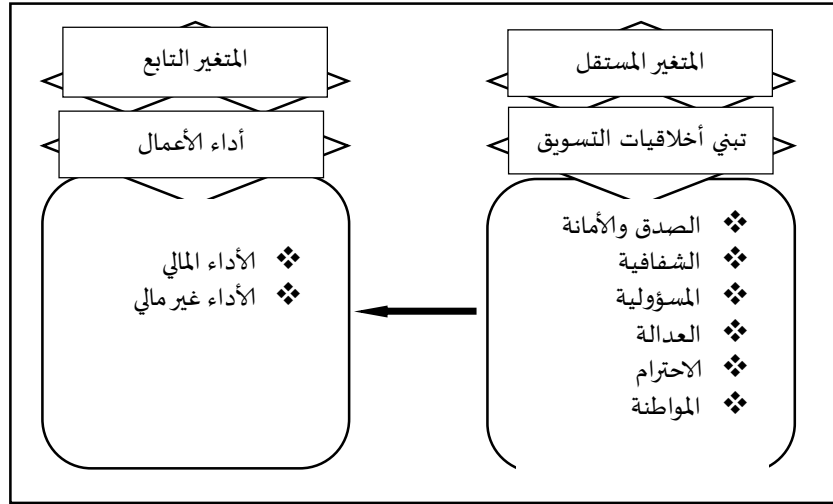 المتغير المستقل
تبني أخلاقيات التسويق
الصدق والأمانة
الشفافية
المسؤولية
العدالة
الاحترام
المواطنة
المتغير التابع
أداء الأعمال
الأداء المالي
الأداء غير مالي